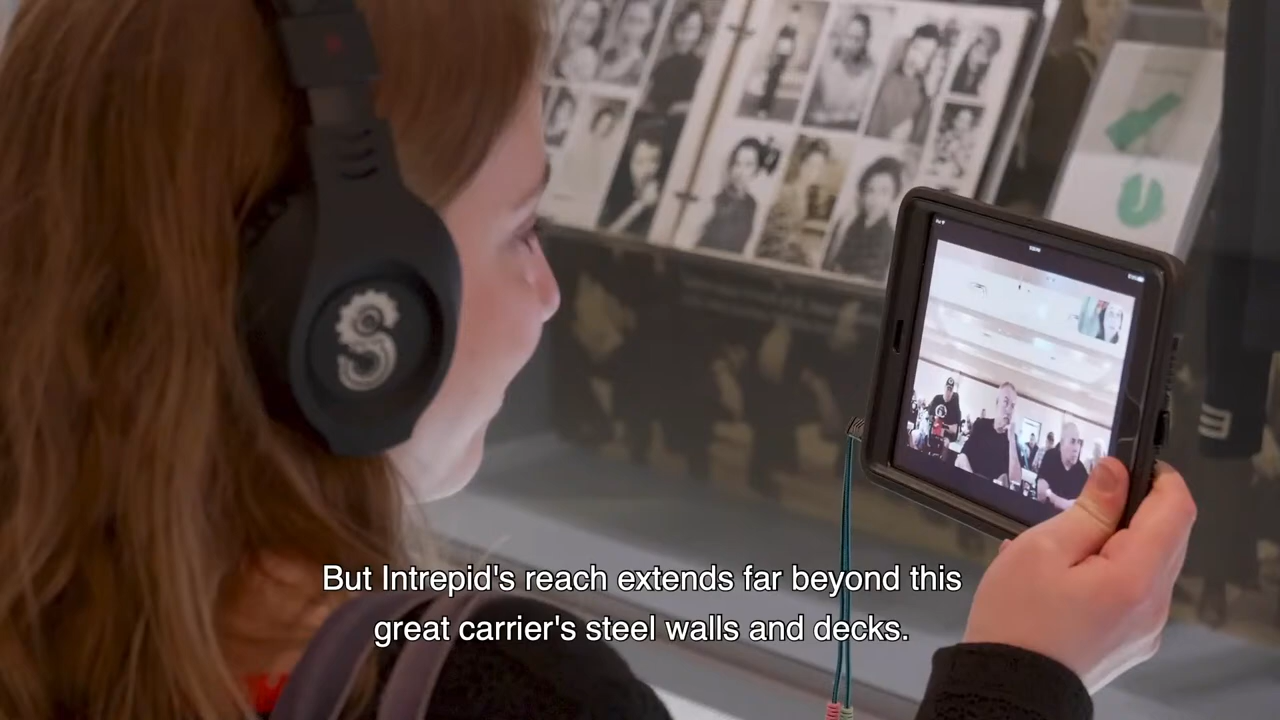 S
But Intrepid's reach extends far beyond this
great carrier's steel walls and decks.